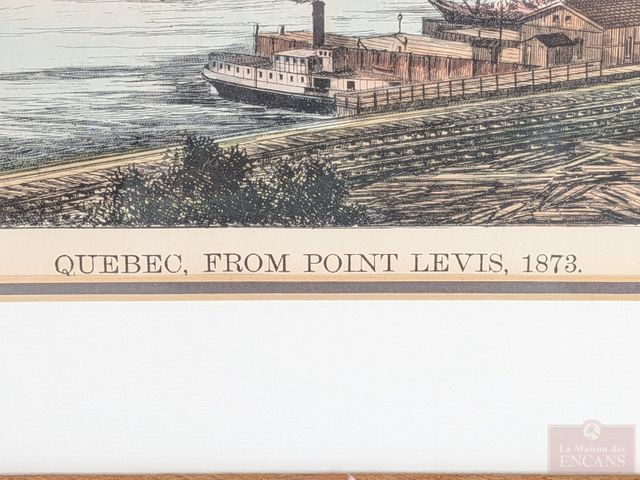 QUEBEC, FROM POINT LEVIS, 1873.
La Maison des
ENCANS